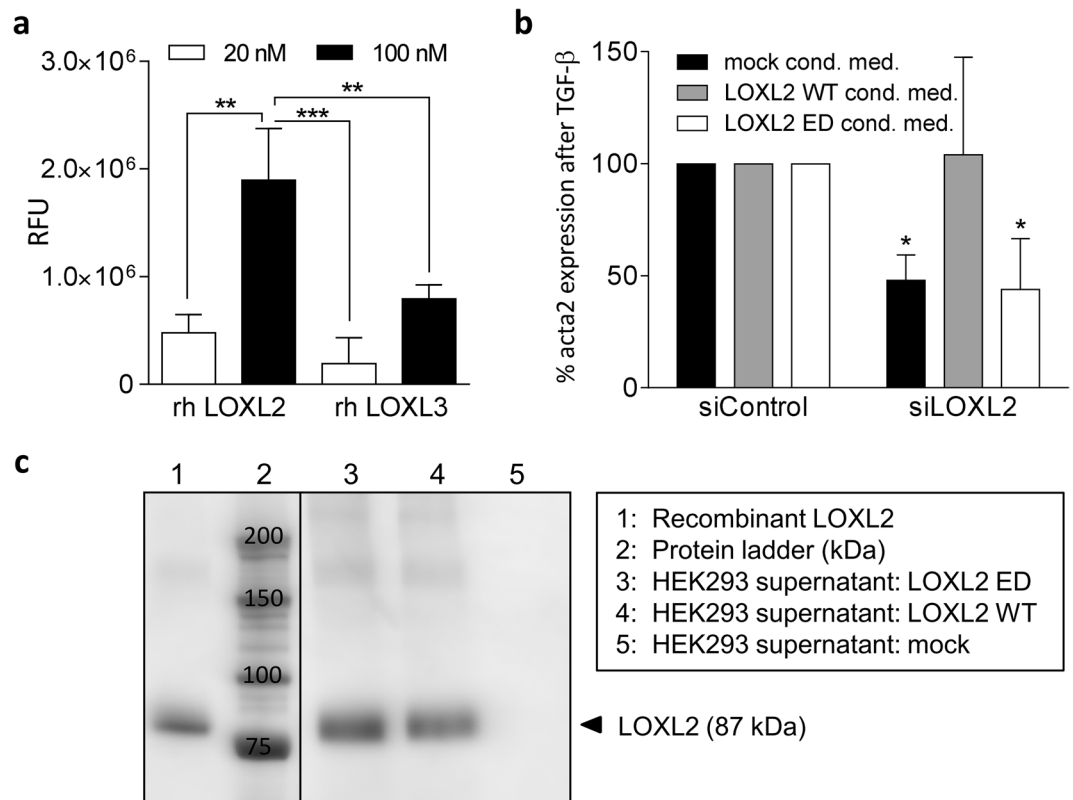 a
20 nM 100 nM
3.0×10⁶
2.0×10⁶
1.0×10⁶
0
RFU
** *** **
rh LOXL2 rh LOXL3
b
mock cond. med.
LOXL2 WT cond. med.
LOXL2 ED cond. med.
150
100
50
0
% acta2 expression after TGF-β
* *
siControl siLOXL2
c
1 2 3 4 5
200
150
100
75
1: Recombinant LOXL2
2: Protein ladder (kDa)
3: HEK293 supernatant: LOXL2 ED
4: HEK293 supernatant: LOXL2 WT
5: HEK293 supernatant: mock
LOXL2 (87 kDa)